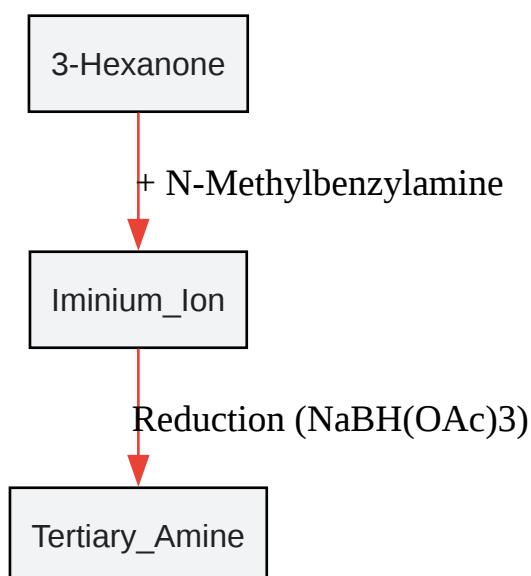 3-Hexanone
+ N-Methylbenzylamine
Iminium_Ion
Reduction (NaBH(OAc)3)
Tertiary_Amine